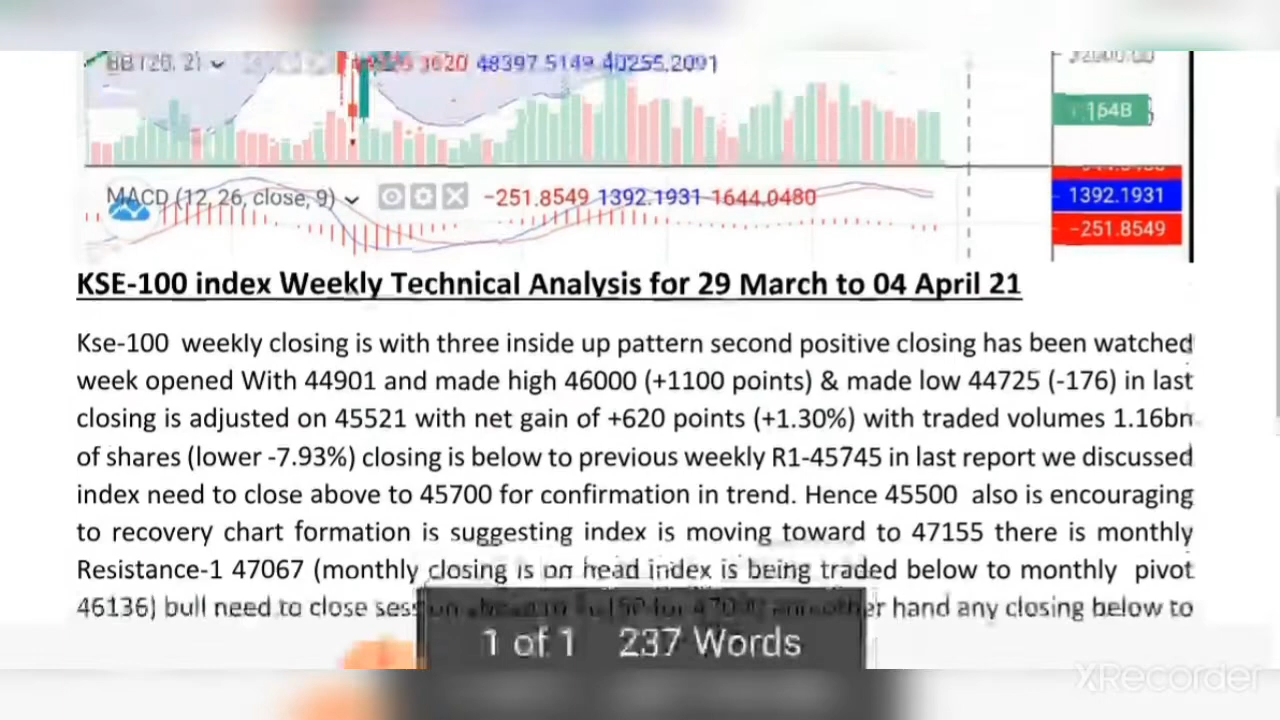 BB (20, 2) 48397.5149 40255.2091
164B
MACD (12, 26, close, 9) -251.8549 1392.1931 1644.0480
1392.1931
-251.8549
KSE-100 index Weekly Technical Analysis for 29 March to 04 April 21
Kse-100 weekly closing is with three inside up pattern second positive closing has been watched
week opened With 44901 and made high 46000 (+1100 points) & made low 44725 (-176) in last
closing is adjusted on 45521 with net gain of +620 points (+1.30%) with traded volumes 1.16bn
of shares (lower -7.93%) closing is below to previous weekly R1-45745 in last report we discussed
index need to close above to 45700 for confirmation in trend. Hence 45500 also is encouraging
to recovery chart formation is suggesting index is moving toward to 47155 there is monthly
Resistance-1 47067 (monthly closing is on head index is being traded below to monthly pivot
46136) bull need to close hand any closing below to
1 of 1 237 Words
XRecorder